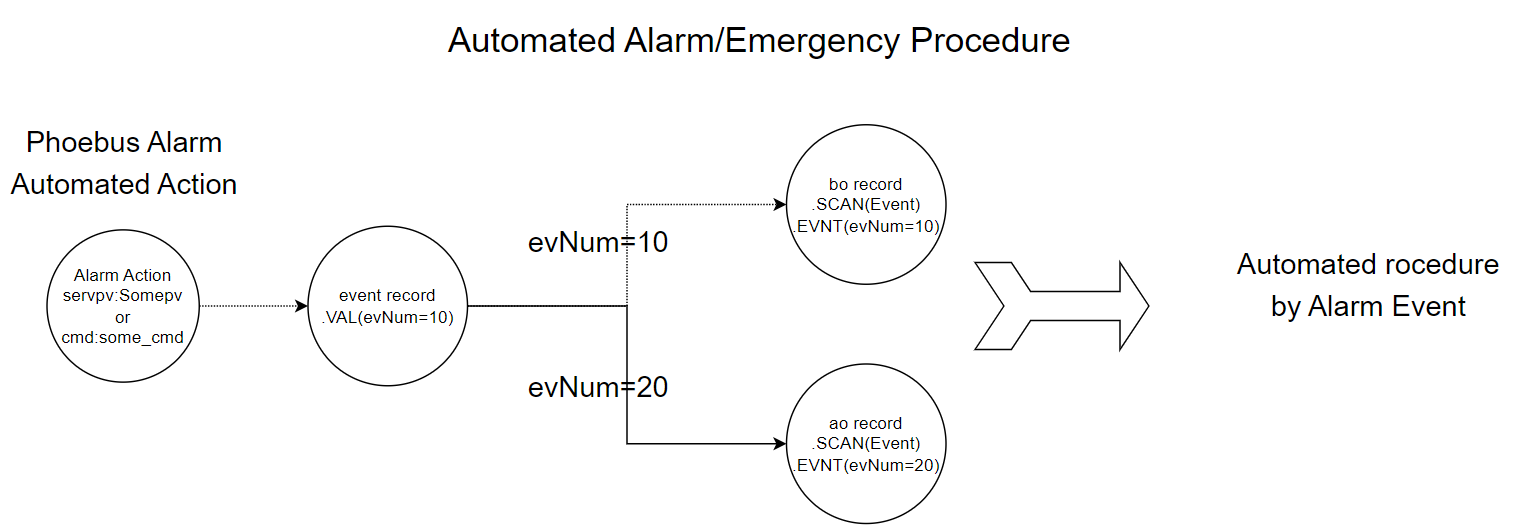 Automated Alarm/Emergency Procedure
Phoebus Alarm
Automated Action
Alarm Action
servpv:Somepv
or
cmd:some_cmd
event record
.VAL(evNum=10)
evNum=10
evNum=20
bo record
.SCAN(Event)
.EVNT(evNum=10)
ao record
.SCAN(Event)
.EVNT(evNum=20)
Automated rocedure
by Alarm Event